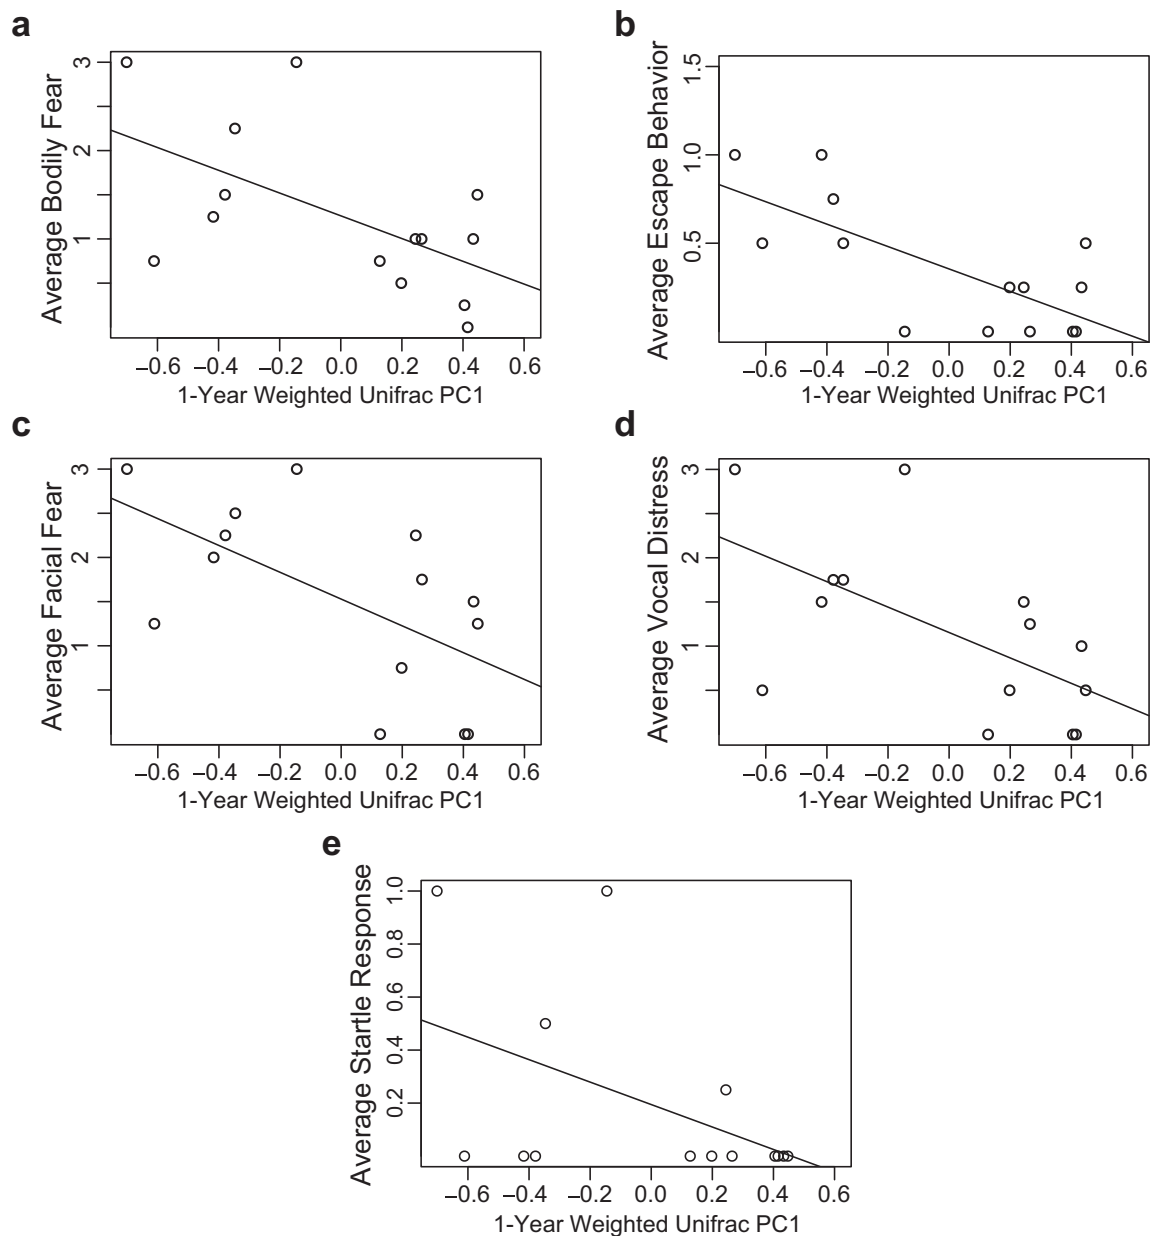 a
Average Bodily Fear
3
2
1
−0.6 −0.4 −0.2 0.0 0.2 0.4 0.6
1-Year Weighted Unifrac PC1
b
Average Escape Behavior
1.5
1.0
0.5
−0.6 −0.4 −0.2 0.0 0.2 0.4 0.6
1-Year Weighted Unifrac PC1
c
Average Facial Fear
3
2
1
−0.6 −0.4 −0.2 0.0 0.2 0.4 0.6
1-Year Weighted Unifrac PC1
d
Average Vocal Distress
3
2
1
−0.6 −0.4 −0.2 0.0 0.2 0.4 0.6
1-Year Weighted Unifrac PC1
e
Average Startle Response
1.0
0.8
0.6
0.4
0.2
−0.6 −0.4 −0.2 0.0 0.2 0.4 0.6
1-Year Weighted Unifrac PC1